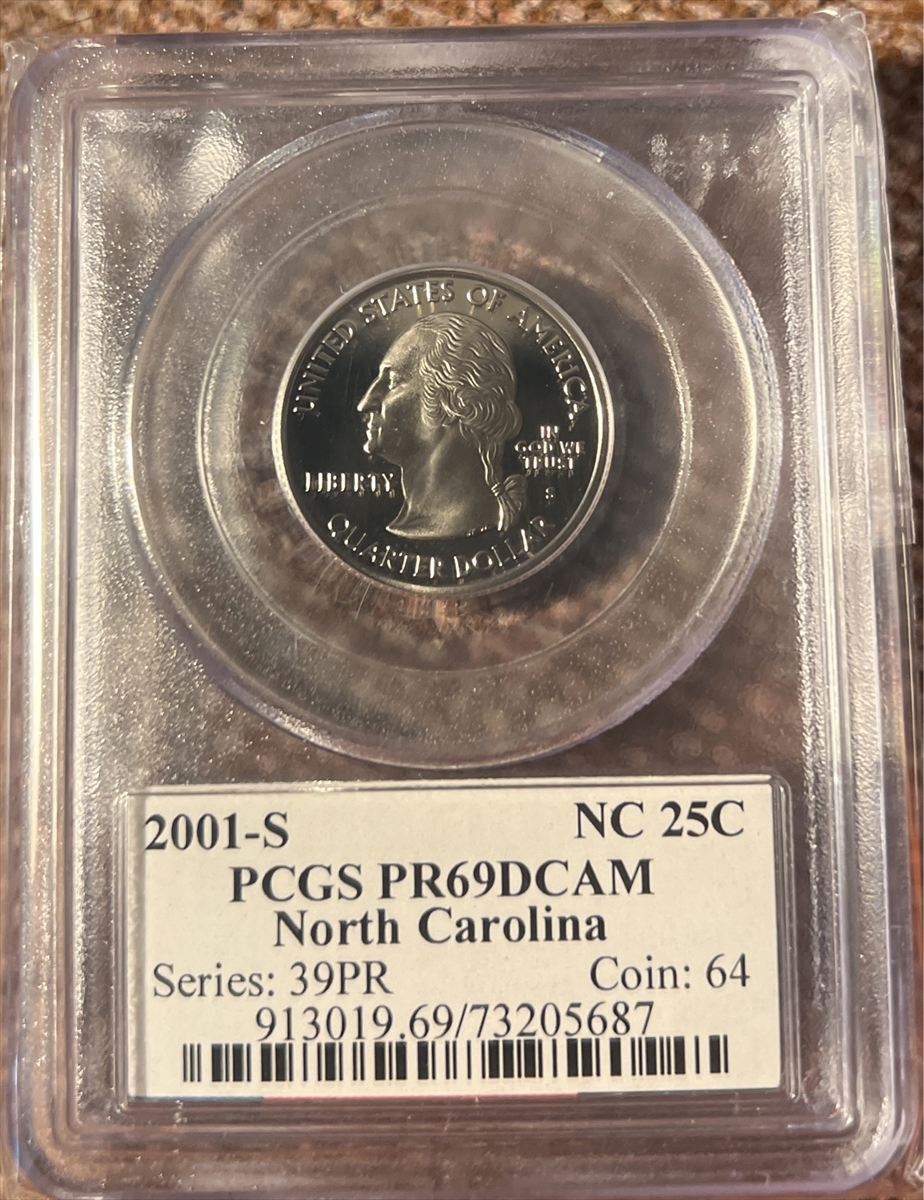 UNITED STATES OF AMERICA
LIBERTY
IN
GOD WE
TRUST
S
QUARTER DOLLAR
2001-S NC 25C
PCGS PR69DCAM
North Carolina
Series: 39PR Coin: 64
913019.69/73205687